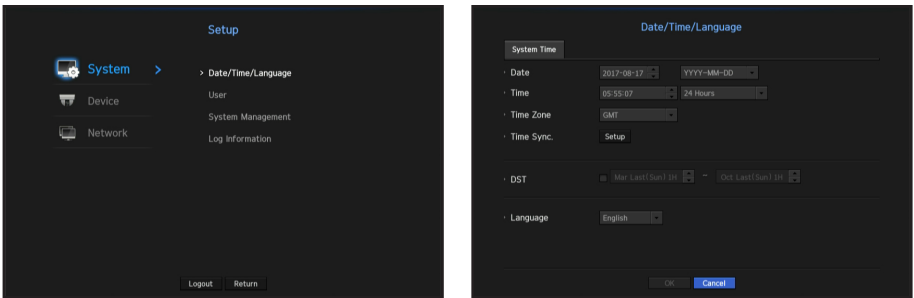 Setup
System
Device
Network
Date/Time/Language
User
System Management
Log Information
Logout Return
Date/Time/Language
System Time
Date 2017-08-17 YYYY-MM-DD
Time 05:55:07 24 Hours
Time Zone GMT
Time Sync. Setup
DST Mar Last(Sun) 1H - Oct Last(Sun) 1H
Language English
OK Cancel